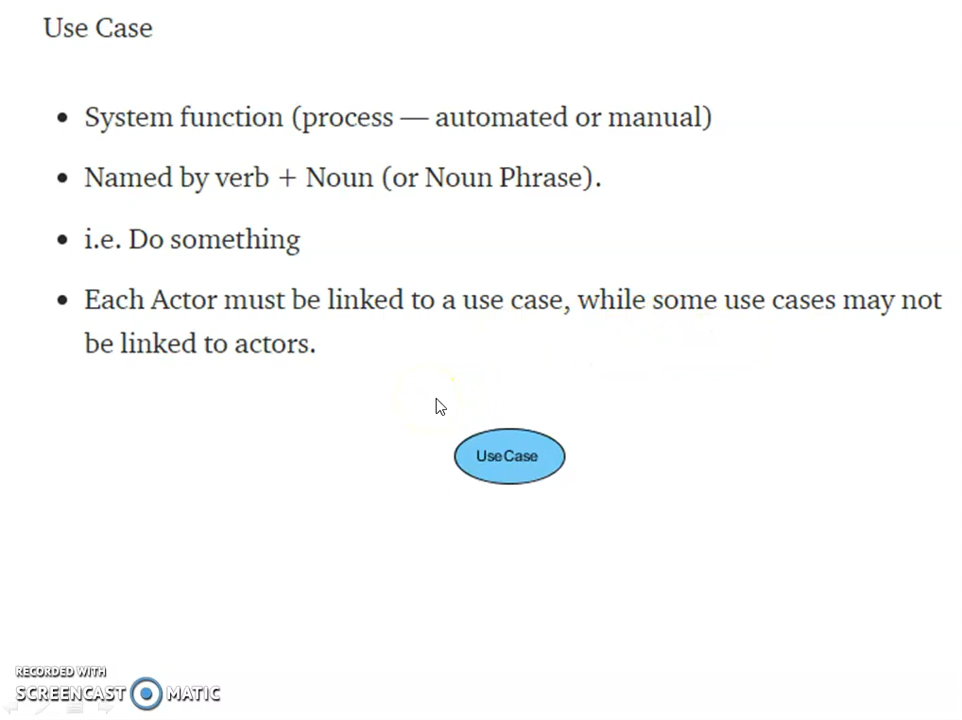 Use Case
• System function (process — automated or manual)
• Named by verb + Noun (or Noun Phrase).
• i.e. Do something
• Each Actor must be linked to a use case, while some use cases may not
be linked to actors.
UseCase
RECORDED WITH
SCREENCAST MATIC